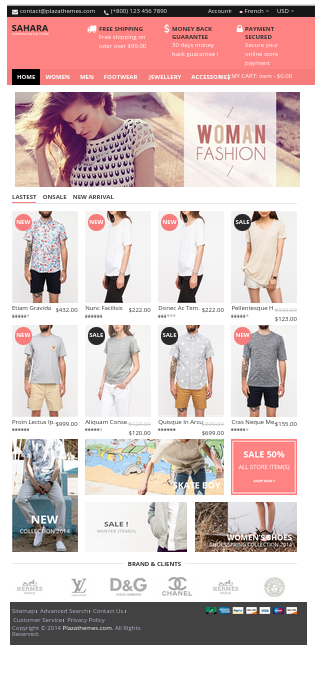 contact@plazathemes.com (+800) 123 456 7890 Account French USD
SAHARA
FREE SHIPPING
Free shipping on
oder over $99.00
MONEY BACK
GUARANTEE
30 days money
back guarantee !
PAYMENT
SECURED
Secure your
online store
payment
HOME WOMEN MEN FOOTWEAR JEWELLERY ACCESSORIES MY CART: item - $0.00
WOMAN
FASHION
LASTEST ONSALE NEW ARRIVAL
NEW NEW NEW SALE
Etiam Gravida $432.00
Nunc Facilisis $222.00
Donec Ac Tem.. $222.00
Pellentesque H..
$123.00
NEW SALE SALE NEW
Proin Lectus Ip. $999.00
Aliquam Conse
$120.00
Quisque In Arcu
$699.00
Cras Neque Me $155.00
NEW
COLLECTION 2014
SKATE BOY
SALE 50%
ALL STORE ITEM(S)
SHOP NOW !
SALE !
WINTER ITEM(S)
WOMEN'S SHOES
SPRING COLLECTION 2014
BRAND & CLIENTS
HERMES
LV
D&G
CHANEL
HERMES
Sitemap Advanced Search Contact Us
Customer Service Privacy Policy
Copyright © 2014 Plazathemes.com. All Rights
Reserved.